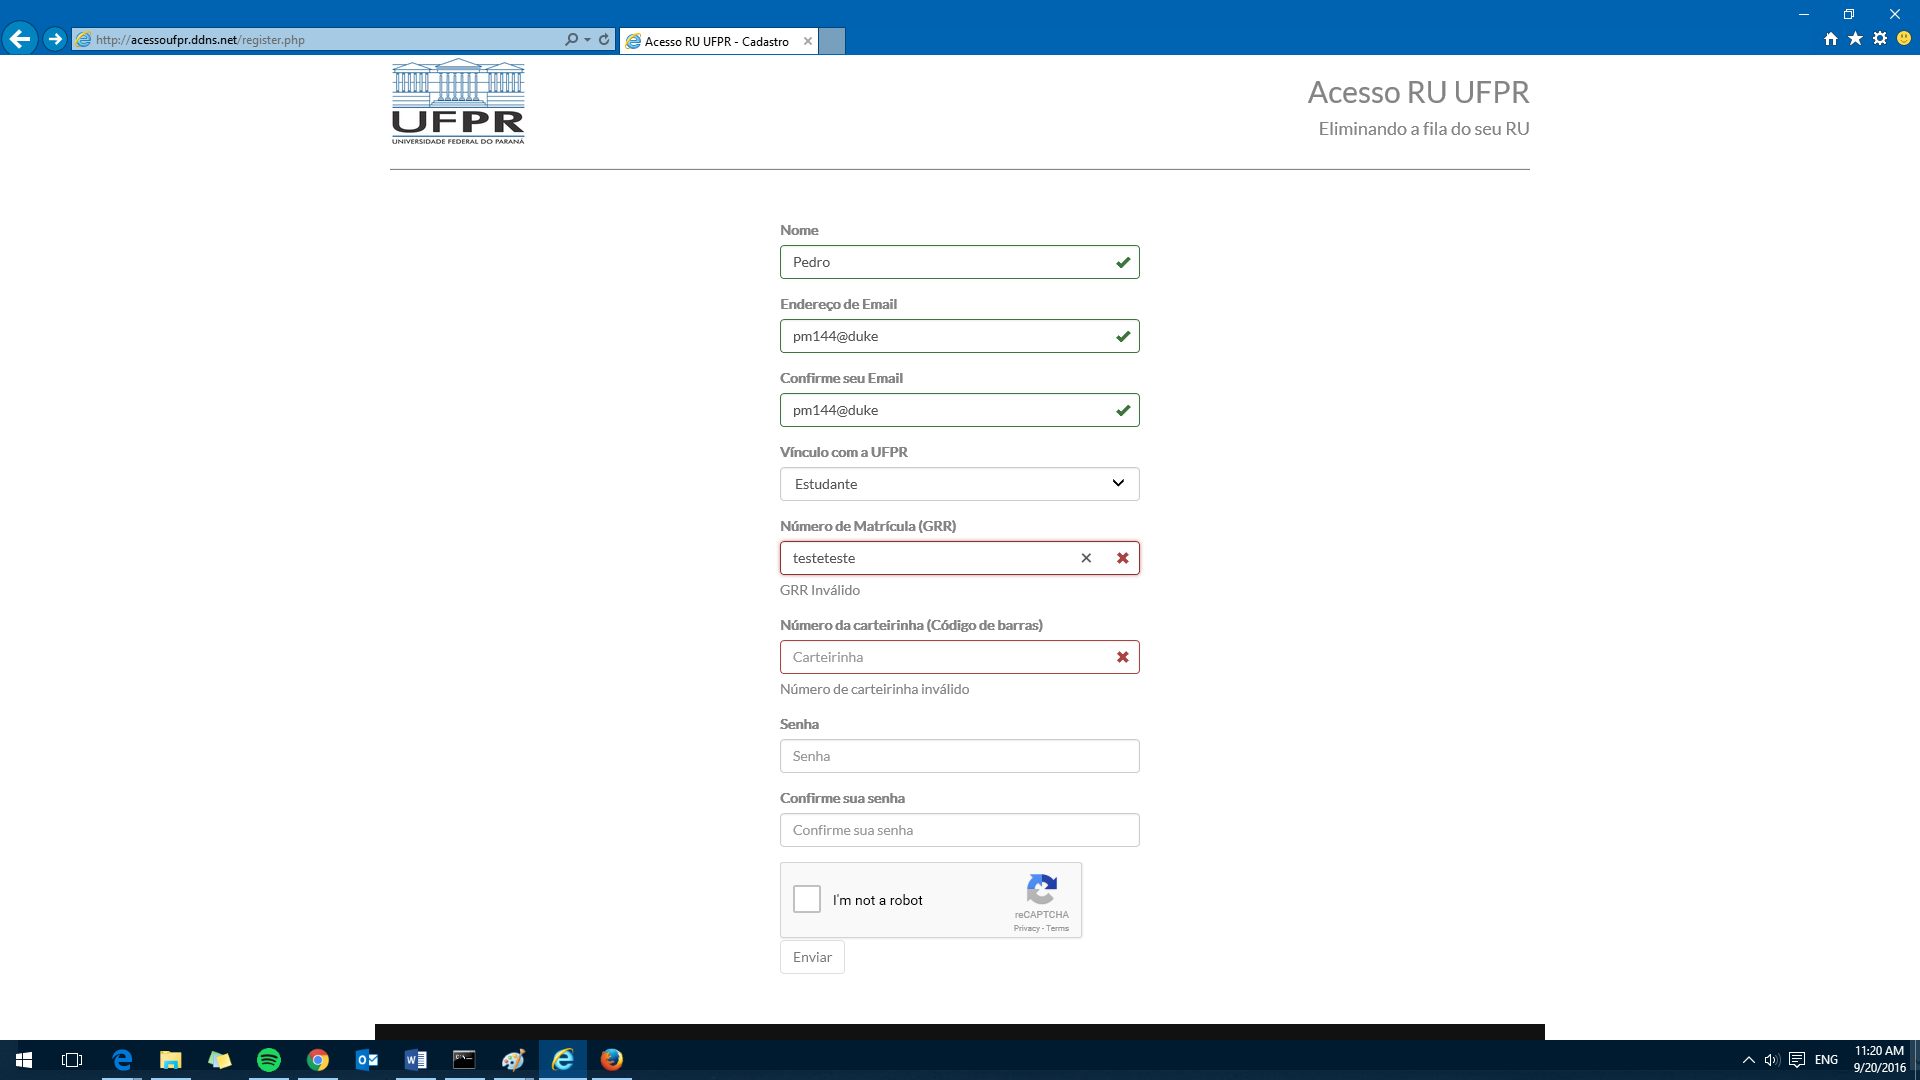 http://acessoufpr.ddns.net/register.php
Acesso RU UFPR - Cadastro
UFPR
UNIVERSIDADE FEDERAL DO PARANÁ
Acesso RU UFPR
Eliminando a fila do seu RU
Nome
Pedro
Endereço de Email
pm144@duke
Confirme seu Email
pm144@duke
Vínculo com a UFPR
Estudante
Número de Matrícula (GRR)
testeteste
GRR Inválido
Número da carteirinha (Código de barras)
Carteirinha
Número de carteirinha inválido
Senha
Senha
Confirme sua senha
Confirme sua senha
I'm not a robot
reCAPTCHA
Privacy - Terms
Enviar
ENG
11:20 AM
9/20/2016